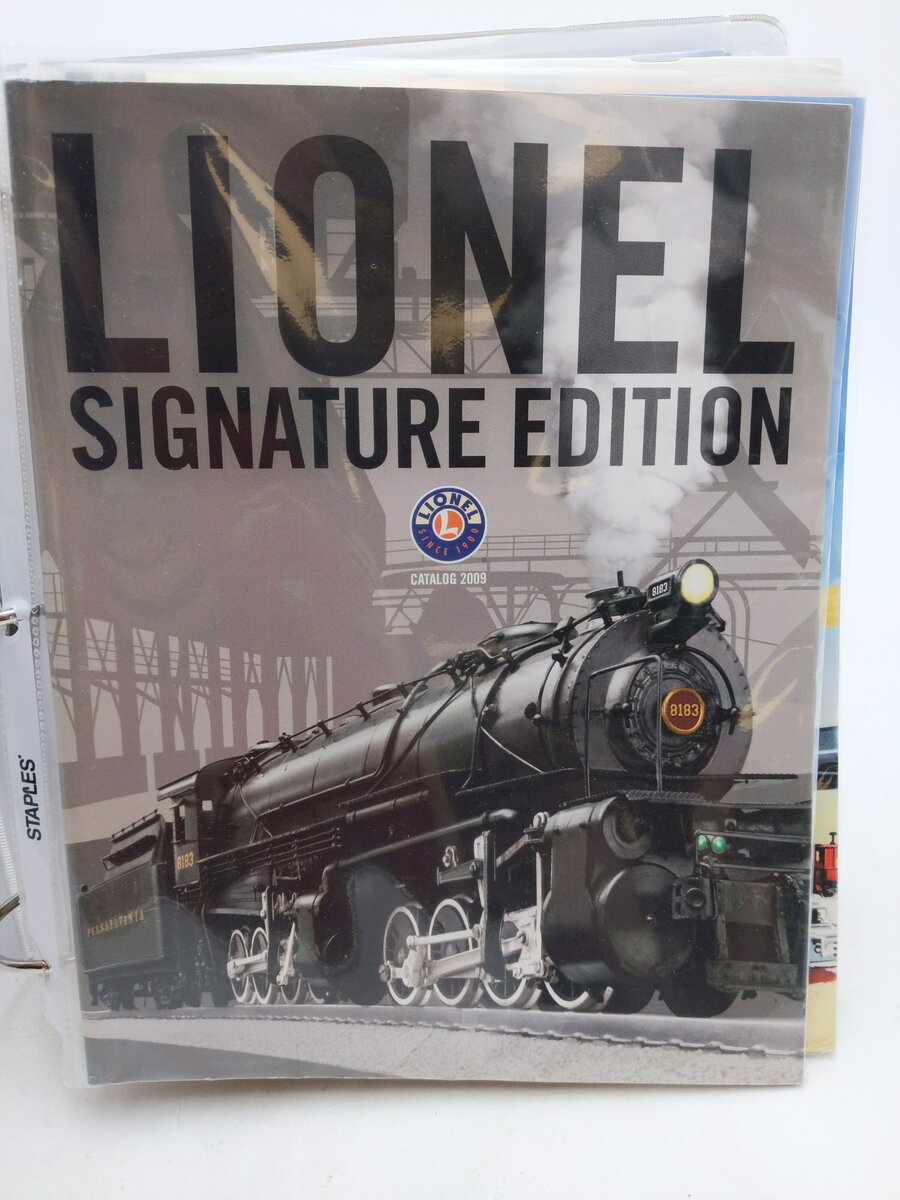 LIONEL
SIGNATURE EDITION
LIONEL
L
SINCE 1900
CATALOG 2009
8183
8183
8183
PENNSYLVANIA
STAPLES